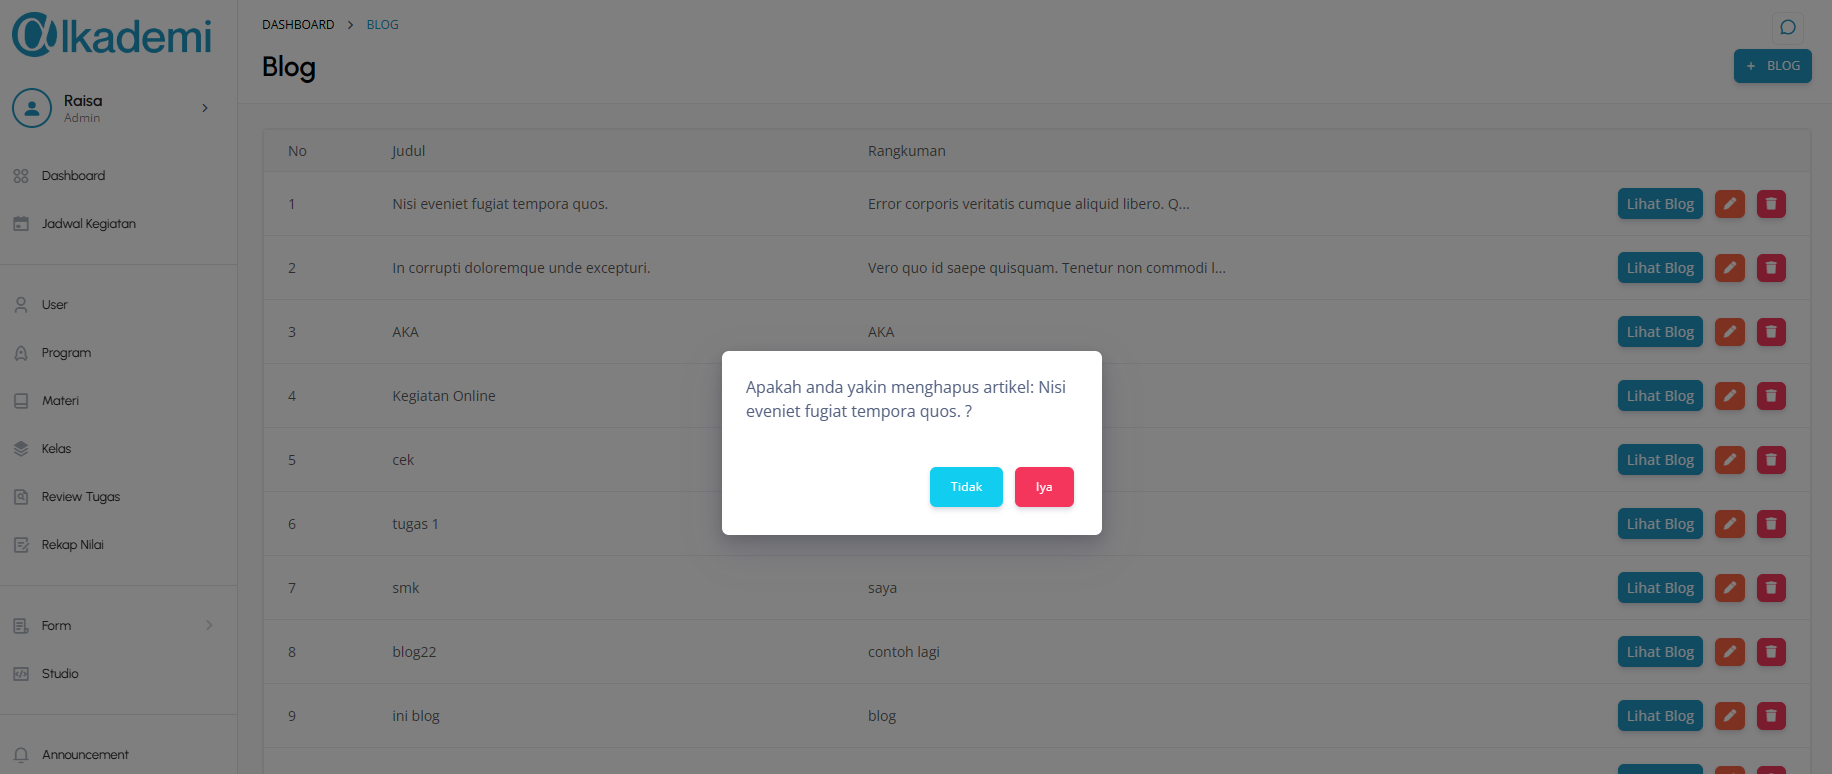 @lkademi
Raisa
Admin
Dashboard
Jadwal Kegiatan
User
Program
Materi
Kelas
Review Tugas
Rekap Nilai
Form
Studio
Announcement
DASHBOARD > BLOG
Blog
+ BLOG
No Judul Rangkuman
1 Nisi eveniet fugiat tempora quos. Error corporis veritatis cumque aliquid libero. Q... Lihat Blog
2 In corrupti doloremque unde excepturi. Vero quo id saepe quisquam. Tenetur non commodi l... Lihat Blog
3 AKA AKA Lihat Blog
4 Kegiatan Online Lihat Blog
5 cek Lihat Blog
6 tugas 1 Lihat Blog
7 smk saya Lihat Blog
8 blog22 contoh lagi Lihat Blog
9 ini blog blog Lihat Blog
Apakah anda yakin menghapus artikel: Nisi
eveniet fugiat tempora quos. ?
Tidak Iya